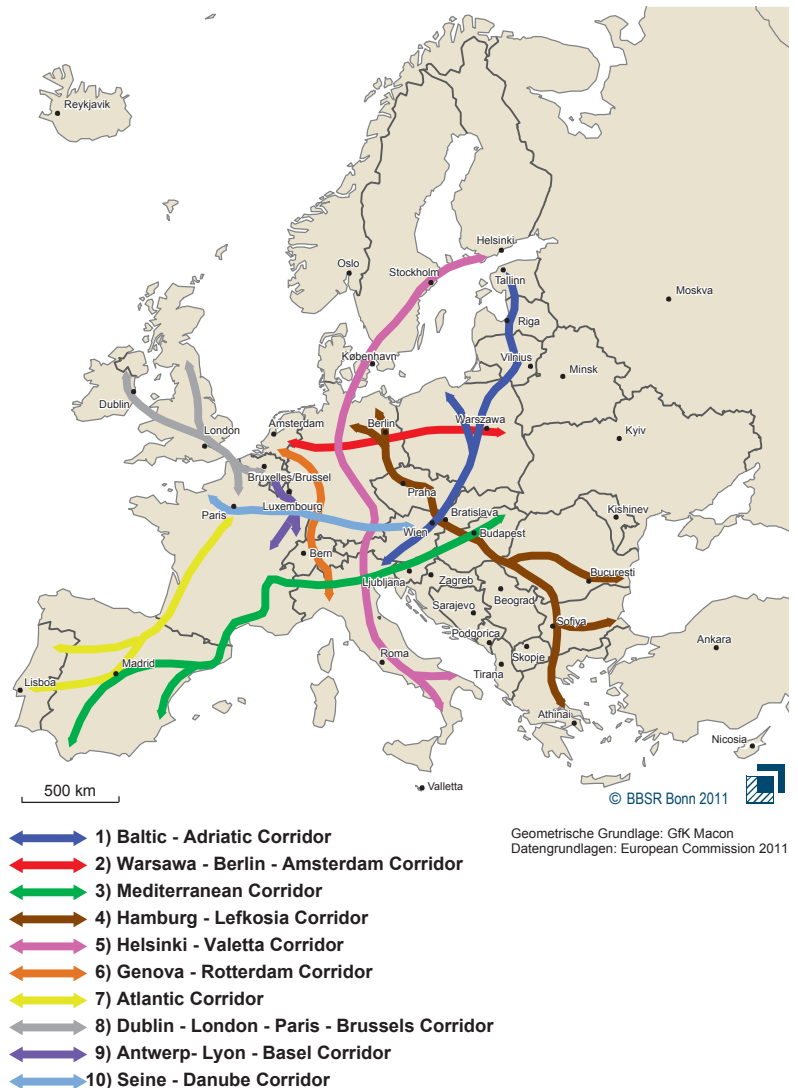 Reykjavik
Helsinki
Oslo
Tallinn
Stockholm
Moskva
Riga
København
Vilnius
Minsk
Dublin
Amsterdam
Berlin
Warszawa
London
Kyiv
Bruxelles/Brussel
Praha
Luxembourg
Paris
Bratislava
Kishinev
Wien
Budapest
Bern
Ljubljana
Zagreb
Bucuresti
Beograd
Sarajevo
Sofiya
Podgorica
Ankara
Madrid
Roma
Skopje
Lisboa
Tirana
Athinai
Nicosia
Valletta
500 km
© BBSR Bonn 2011
Geometrische Grundlage: GfK Macon
Datengrundlagen: European Commission 2011
1) Baltic - Adriatic Corridor
2) Warsawa - Berlin - Amsterdam Corridor
3) Mediterranean Corridor
4) Hamburg - Lefkosia Corridor
5) Helsinki - Valetta Corridor
6) Genova - Rotterdam Corridor
7) Atlantic Corridor
8) Dublin - London - Paris - Brussels Corridor
9) Antwerp- Lyon - Basel Corridor
10) Seine - Danube Corridor